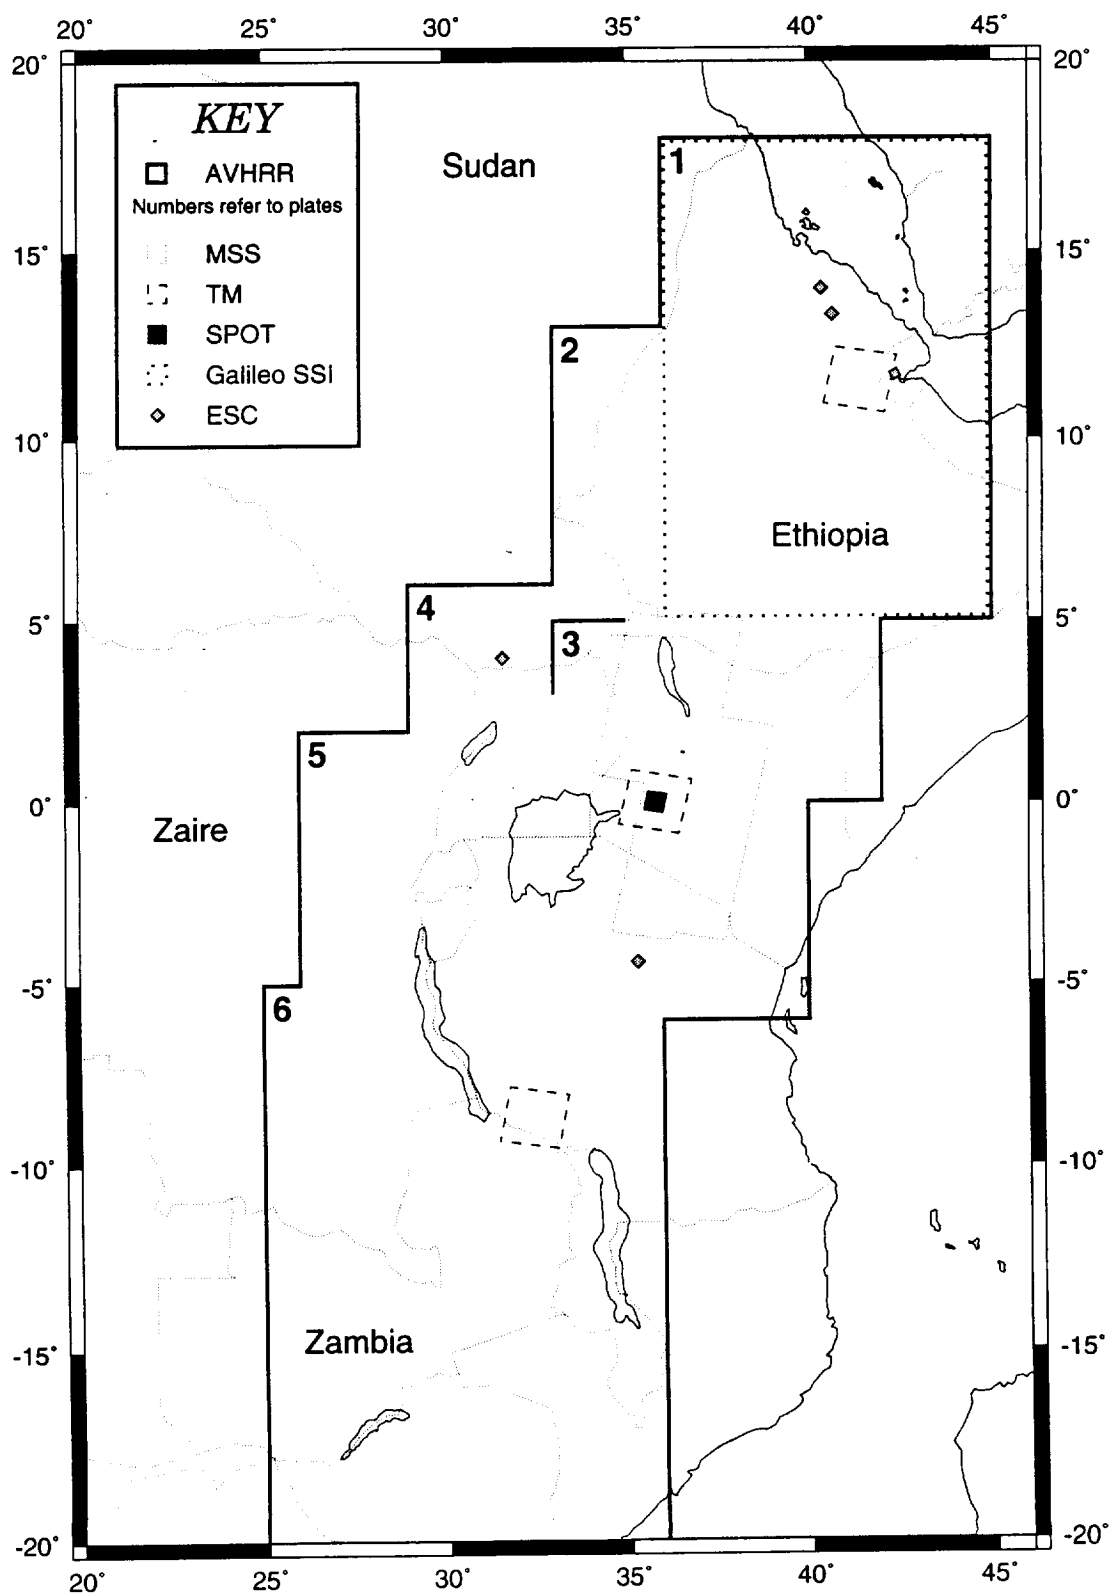 20° 25° 30° 35° 40° 45°
20° 20°
KEY
AVHRR
Numbers refer to plates
MSS
TM
SPOT
Galileo SSI
ESC
Sudan
1
15° 15°
2
10° 10°
Ethiopia
4
5° 5°
3
5
0° 0°
Zaire
-5° -5°
6
-10° -10°
Zambia
-15° -15°
-20° -20°
20° 25° 30° 35° 40° 45°